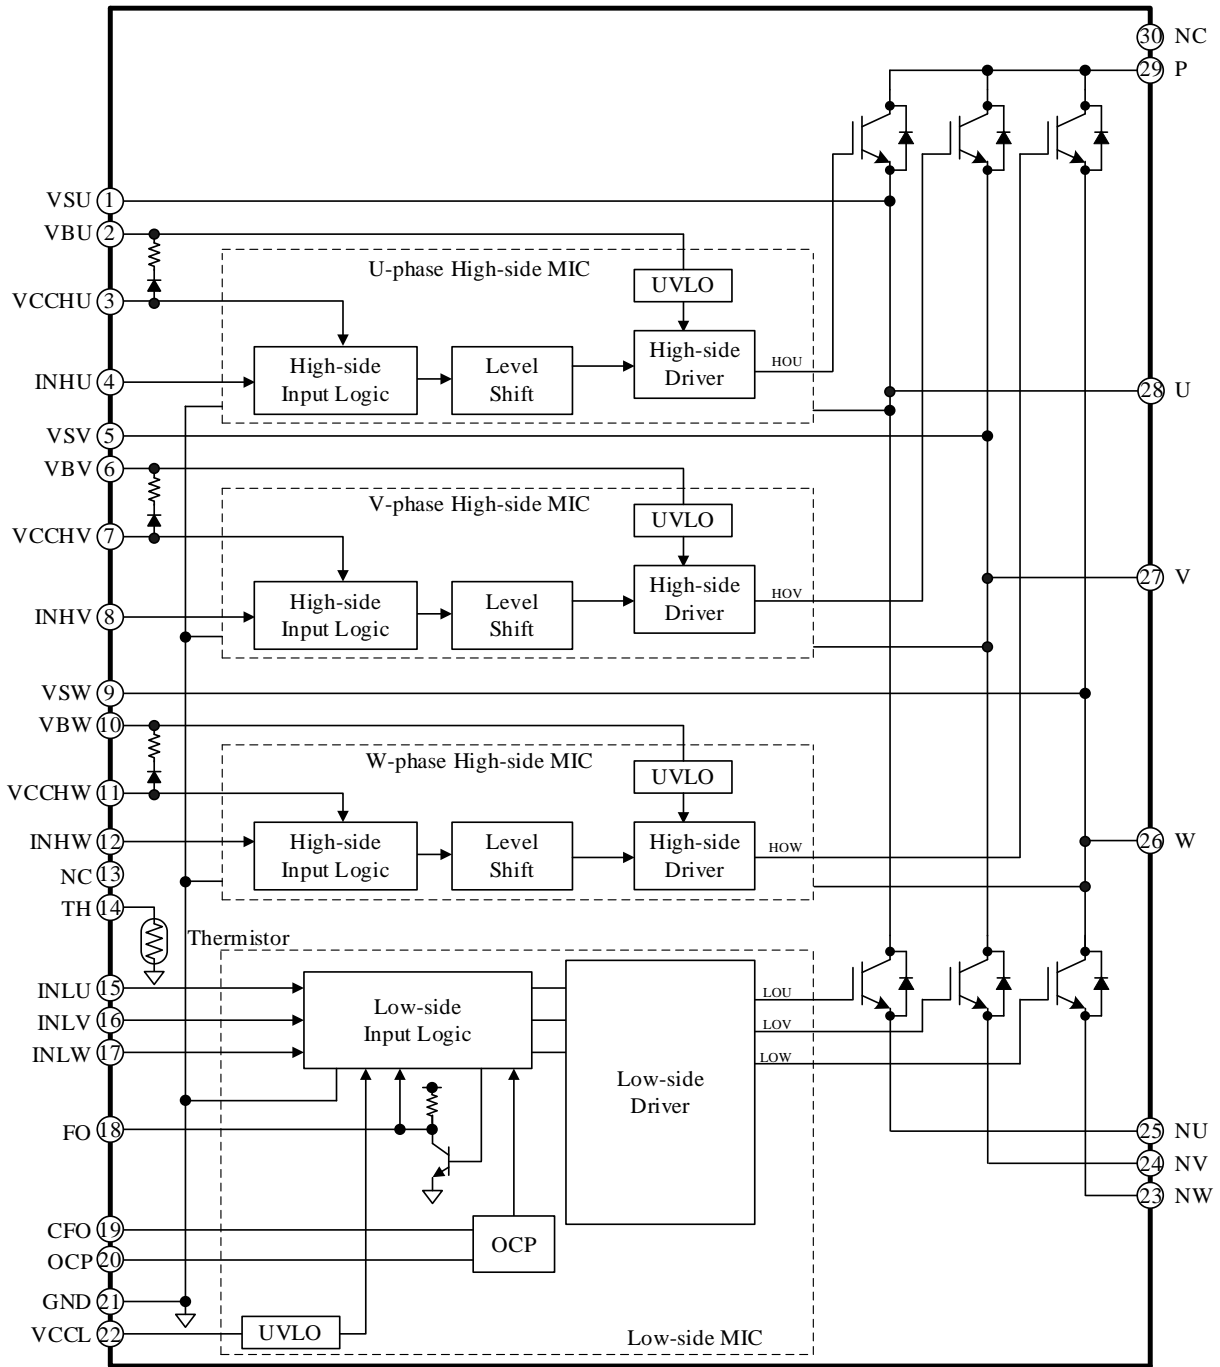 30 NC
29 P
VSU 1
VBU 2
U-phase High-side MIC
UVLO
VCCHU 3
High-side
Input Logic
Level
Shift
High-side
Driver
HOU
INHU 4
28 U
VSV 5
VBV 6
V-phase High-side MIC
UVLO
VCCHV 7
High-side
Input Logic
Level
Shift
High-side
Driver
HOV
27 V
INHV 8
VSW 9
VBW 10
W-phase High-side MIC
UVLO
VCCHW 11
High-side
Input Logic
Level
Shift
High-side
Driver
HOW
INHW 12
26 W
NC 13
TH 14
Thermistor
INLU 15
INLV 16
INLW 17
Low-side
Input Logic
Low-side
Driver
LOU
LOV
LOW
FO 18
25 NU
24 NV
23 NW
CFO 19
OCP 20
OCP
GND 21
VCCL 22
UVLO
Low-side MIC